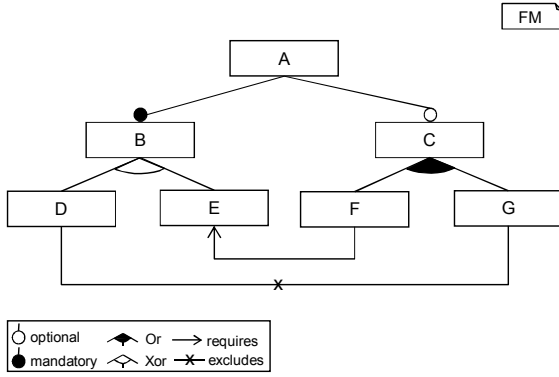 FM
A
B C
D E F G
x
optional Or requires
mandatory Xor excludes